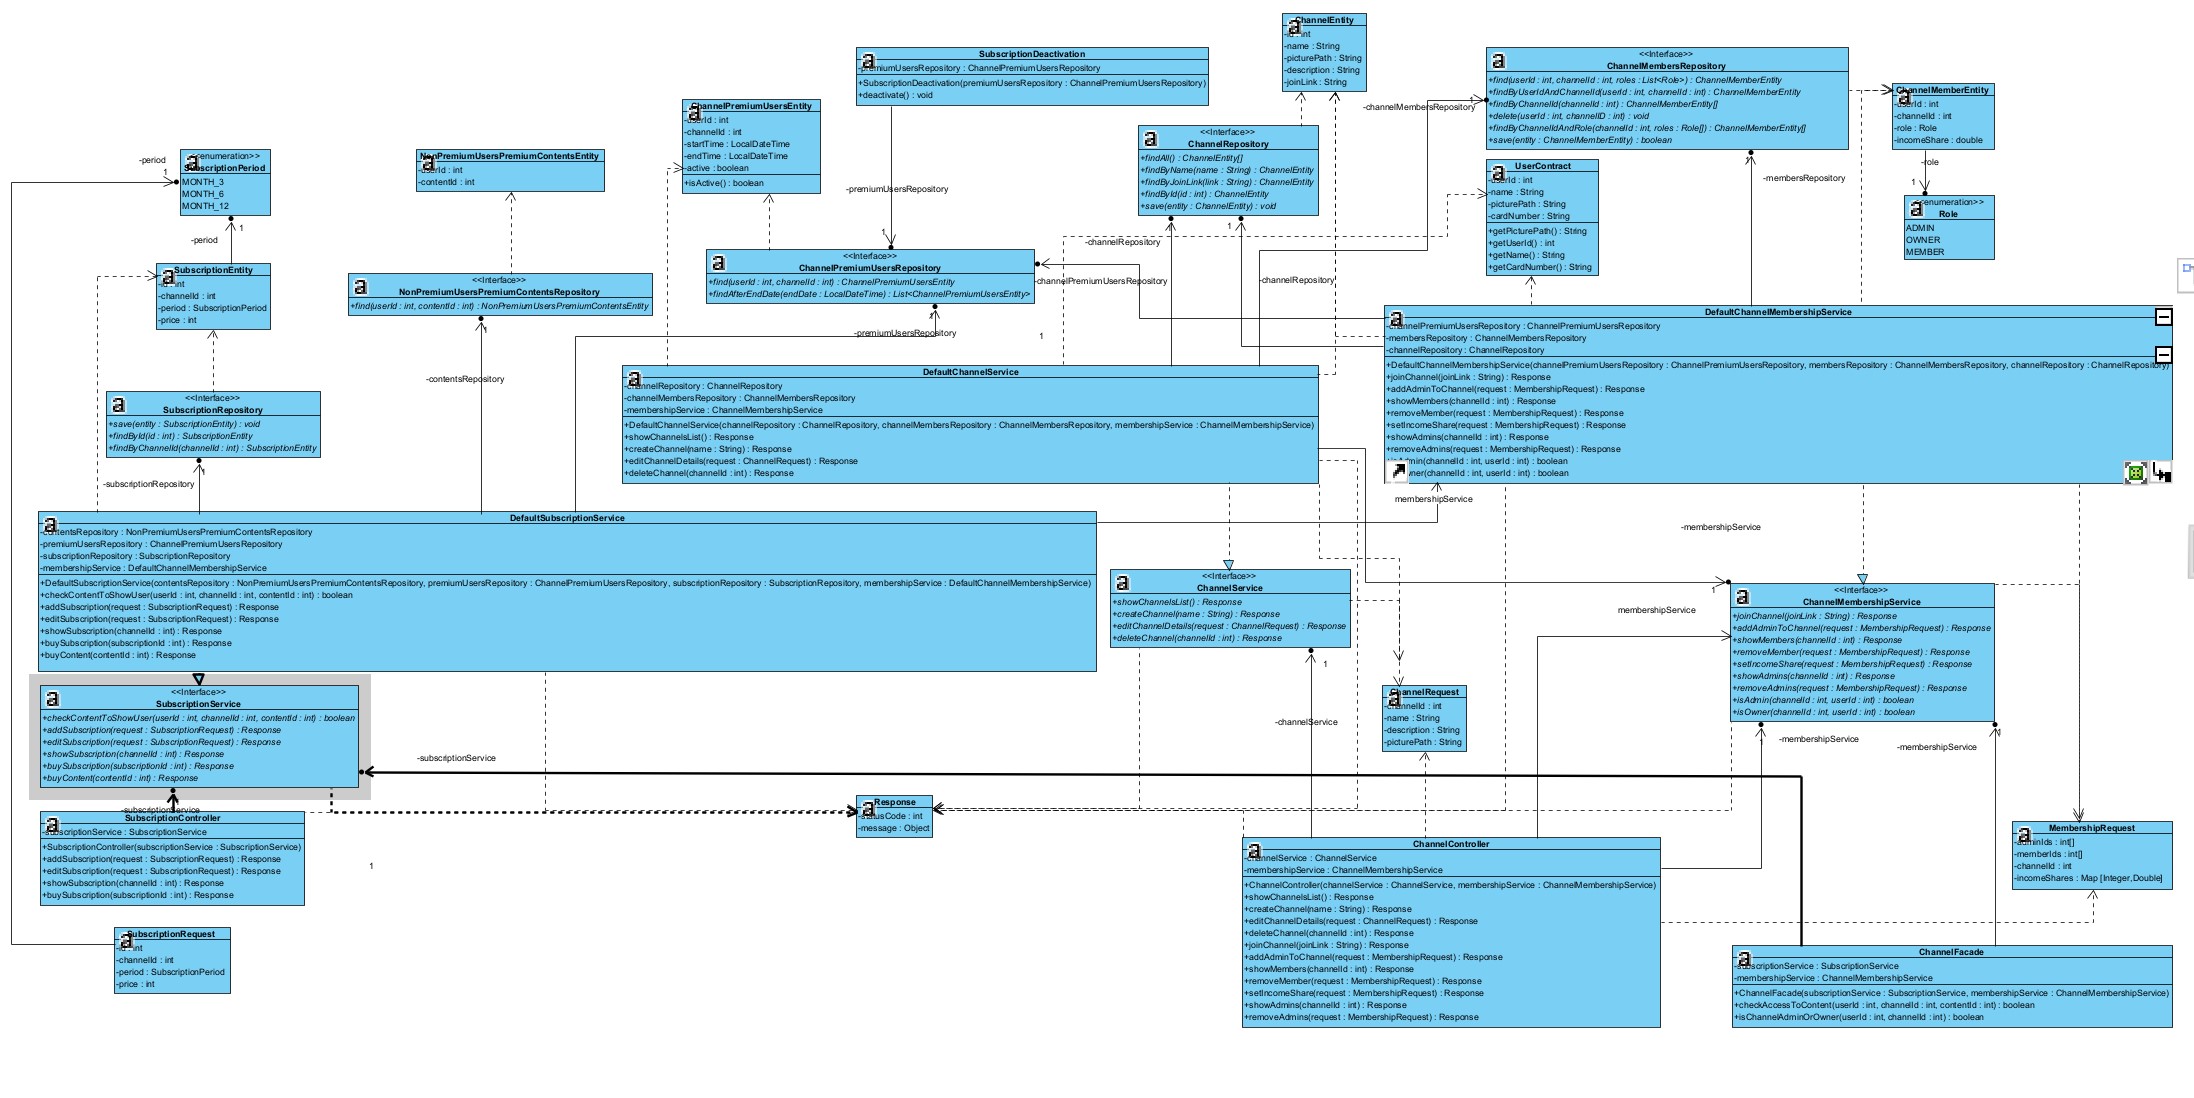 ChannelEntity
-id : int
-name : String
-picturePath : String
-description : String
-joinLink : String
SubscriptionDeactivation
-premiumUsersRepository : ChannelPremiumUsersRepository
+SubscriptionDeactivation(premiumUsersRepository : ChannelPremiumUsersRepository)
+deactivate() : void
<<Interface>>
ChannelMembersRepository
+find(userId : int, channelId : int, roles : List<Role>) : ChannelMemberEntity
+findByUserIdAndChannelId(userId : int, channelId : int) : ChannelMemberEntity
+findByChannelId(channelId : int) : ChannelMemberEntity[]
+delete(userId : int, channelID : int) : void
+findByChannelIdAndRole(channelId : int, roles : Role[]) : ChannelMemberEntity[]
+save(entity : ChannelMemberEntity) : boolean
ChannelMemberEntity
-userId : int
-channelId : int
-role : Role
-incomeShare : double
-role
1
<<enumeration>>
Role
ADMIN
OWNER
MEMBER
-channelMembersRepository
1
ChannelPremiumUsersEntity
-userId : int
-channelId : int
-startTime : LocalDateTime
-endTime : LocalDateTime
-active : boolean
+isActive() : boolean
<<Interface>>
ChannelRepository
+findAll() : ChannelEntity[]
+findByName(name : String) : ChannelEntity
+findByJoinLink(link : String) : ChannelEntity
+findById(id : int) : ChannelEntity
+save(entity : ChannelEntity) : void
UserContract
-userId : int
-name : String
-picturePath : String
-cardNumber : String
+getPicturePath() : String
+getUserId() : int
+getName() : String
+getCardNumber() : String
1
-membersRepository
-period
1
<<enumeration>>
SubscriptionPeriod
MONTH_3
MONTH_6
MONTH_12
1
-period
NonPremiumUsersPremiumContentsEntity
-userId : int
-contentId : int
-premiumUsersRepository
1
1
1
-channelRepository
-channelRepository
SubscriptionEntity
-id : int
-channelId : int
-period : SubscriptionPeriod
-price : int
<<Interface>>
NonPremiumUsersPremiumContentsRepository
+find(userId : int, contentId : int) : NonPremiumUsersPremiumContentsEntity
<<Interface>>
ChannelPremiumUsersRepository
+find(userId : int, channelId : int) : ChannelPremiumUsersEntity
+findAfterEndDate(endDate : LocalDateTime) : List<ChannelPremiumUsersEntity>
-channelPremiumUsersRepository
1
1
-premiumUsersRepository
1
-contentsRepository
DefaultChannelMembershipService
-channelPremiumUsersRepository : ChannelPremiumUsersRepository
-membersRepository : ChannelMembersRepository
-channelRepository : ChannelRepository
+DefaultChannelMembershipService(channelPremiumUsersRepository : ChannelPremiumUsersRepository, membersRepository : ChannelMembersRepository, channelRepository : ChannelRepository)
+joinChannel(joinLink : String) : Response
+addAdminToChannel(request : MembershipRequest) : Response
+showMembers(channelId : int) : Response
+removeMember(request : MembershipRequest) : Response
+setIncomeShare(request : MembershipRequest) : Response
+showAdmins(channelId : int) : Response
+removeAdmins(request : MembershipRequest) : Response
+isAdmin(channelId : int, userId : int) : boolean
wner(channelId : int, userId : int) : boolean
DefaultChannelService
-channelRepository : ChannelRepository
-channelMembersRepository : ChannelMembersRepository
-membershipService : ChannelMembershipService
+DefaultChannelService(channelRepository : ChannelRepository, channelMembersRepository : ChannelMembersRepository, membershipService : ChannelMembershipService)
+showChannelsList() : Response
+createChannel(name : String) : Response
+editChannelDetails(request : ChannelRequest) : Response
+deleteChannel(channelId : int) : Response
<<Interface>>
SubscriptionRepository
+save(entity : SubscriptionEntity) : void
+findById(id : int) : SubscriptionEntity
+findByChannelId(channelId : int) : SubscriptionEntity
1
-subscriptionRepository
membershipService
DefaultSubscriptionService
-contentsRepository : NonPremiumUsersPremiumContentsRepository
-premiumUsersRepository : ChannelPremiumUsersRepository
-subscriptionRepository : SubscriptionRepository
-membershipService : DefaultChannelMembershipService
+DefaultSubscriptionService(contentsRepository : NonPremiumUsersPremiumContentsRepository, premiumUsersRepository : ChannelPremiumUsersRepository, subscriptionRepository : SubscriptionRepository, membershipService : DefaultChannelMembershipService)
+checkContentToShowUser(userId : int, channelId : int, contentId : int) : boolean
+addSubscription(request : SubscriptionRequest) : Response
+editSubscription(request : SubscriptionRequest) : Response
+showSubscription(channelId : int) : Response
+buySubscription(subscriptionId : int) : Response
+buyContent(contentId : int) : Response
-membershipService
<<Interface>>
ChannelService
+showChannelsList() : Response
+createChannel(name : String) : Response
+editChannelDetails(request : ChannelRequest) : Response
+deleteChannel(channelId : int) : Response
1
-channelService
1
membershipService
<<Interface>>
ChannelMembershipService
+joinChannel(joinLink : String) : Response
+addAdminToChannel(request : MembershipRequest) : Response
+showMembers(channelId : int) : Response
+removeMember(request : MembershipRequest) : Response
+setIncomeShare(request : MembershipRequest) : Response
+showAdmins(channelId : int) : Response
+removeAdmins(request : MembershipRequest) : Response
+isAdmin(channelId : int, userId : int) : boolean
+isOwner(channelId : int, userId : int) : boolean
1
-membershipService
1
-membershipService
<<Interface>>
SubscriptionService
+checkContentToShowUser(userId : int, channelId : int, contentId : int) : boolean
+addSubscription(request : SubscriptionRequest) : Response
+editSubscription(request : SubscriptionRequest) : Response
+showSubscription(channelId : int) : Response
+buySubscription(subscriptionId : int) : Response
+buyContent(contentId : int) : Response
-subscriptionService
ChannelRequest
-channelId : int
-name : String
-description : String
-picturePath : String
-subscriptionService
SubscriptionController
-subscriptionService : SubscriptionService
+SubscriptionController(subscriptionService : SubscriptionService)
+addSubscription(request : SubscriptionRequest) : Response
+editSubscription(request : SubscriptionRequest) : Response
+showSubscription(channelId : int) : Response
+buySubscription(subscriptionId : int) : Response
1
Response
-statusCode : int
-message : Object
MembershipRequest
-adminIds : int[]
-memberIds : int[]
-channelId : int
-incomeShares : Map [Integer,Double]
ChannelController
-channelService : ChannelService
-membershipService : ChannelMembershipService
+ChannelController(channelService : ChannelService, membershipService : ChannelMembershipService)
+showChannelsList() : Response
+createChannel(name : String) : Response
+editChannelDetails(request : ChannelRequest) : Response
+deleteChannel(channelId : int) : Response
+joinChannel(joinLink : String) : Response
+addAdminToChannel(request : MembershipRequest) : Response
+showMembers(channelId : int) : Response
+removeMember(request : MembershipRequest) : Response
+setIncomeShare(request : MembershipRequest) : Response
+showAdmins(channelId : int) : Response
+removeAdmins(request : MembershipRequest) : Response
SubscriptionRequest
-id : int
-channelId : int
-period : SubscriptionPeriod
-price : int
ChannelFacade
-subscriptionService : SubscriptionService
-membershipService : ChannelMembershipService
+ChannelFacade(subscriptionService : SubscriptionService, membershipService : ChannelMembershipService)
+checkAccessToContent(userId : int, channelId : int, contentId : int) : boolean
+isChannelAdminOrOwner(userId : int, channelId : int) : boolean